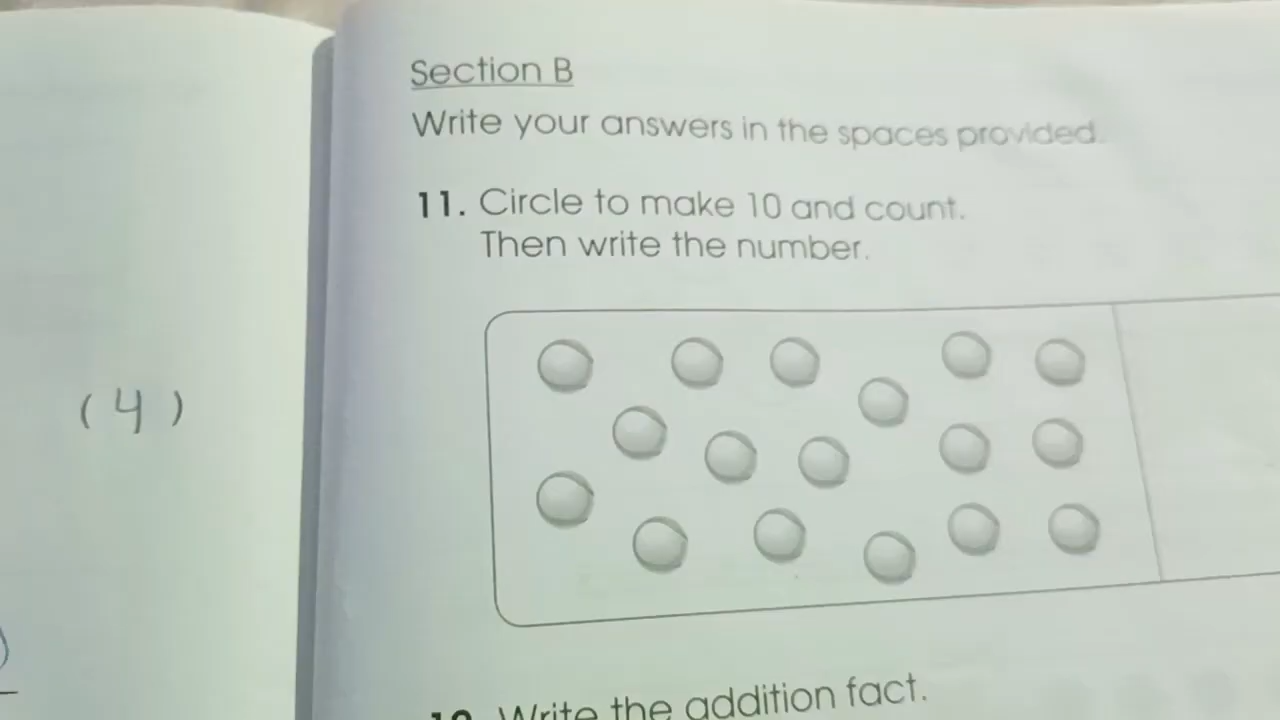 Section B
Write your answers in the spaces provided.
11. Circle to make 10 and count.
Then write the number.
(4)
Write the addition fact.